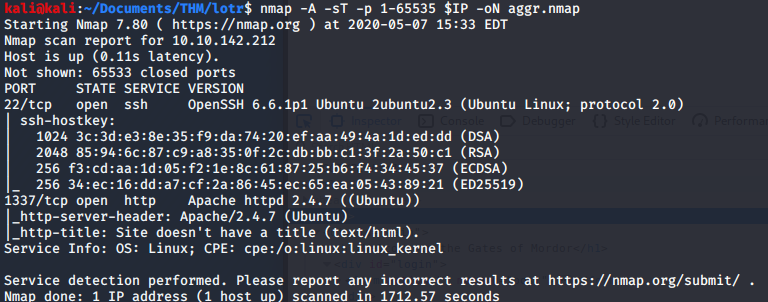 kali@kali:~/Documents/THM/lotr$ nmap -A -sT -p 1-65535 $IP -oN aggr.nmap
Starting Nmap 7.80 ( https://nmap.org ) at 2020-05-07 15:33 EDT
Nmap scan report for 10.10.142.212
Host is up (0.11s latency).
Not shown: 65533 closed ports
PORT     STATE SERVICE VERSION
22/tcp   open  ssh     OpenSSH 6.6.1p1 Ubuntu 2ubuntu2.3 (Ubuntu Linux; protocol 2.0)
| ssh-hostkey:
|   1024 3c:3d:e3:8e:35:f9:da:74:20:ef:aa:49:4a:1d:ed:dd (DSA)
|   2048 85:94:6c:87:c9:a8:35:0f:2c:db:bb:c1:3f:2a:50:c1 (RSA)
|   256 f3:cd:aa:1d:05:f2:1e:8c:61:87:25:b6:f4:34:45:37 (ECDSA)
|_  256 34:ec:16:dd:a7:cf:2a:86:45:ec:65:ea:05:43:89:21 (ED25519)
1337/tcp open  http    Apache httpd 2.4.7 ((Ubuntu))
|_http-server-header: Apache/2.4.7 (Ubuntu)
|_http-title: Site doesn't have a title (text/html).
Service Info: OS: Linux; CPE: cpe:/o:linux:linux_kernel
Service detection performed. Please report any incorrect results at https://nmap.org/submit/ .
Nmap done: 1 IP address (1 host up) scanned in 1712.57 seconds
Inspector Console Debugger Style Editor